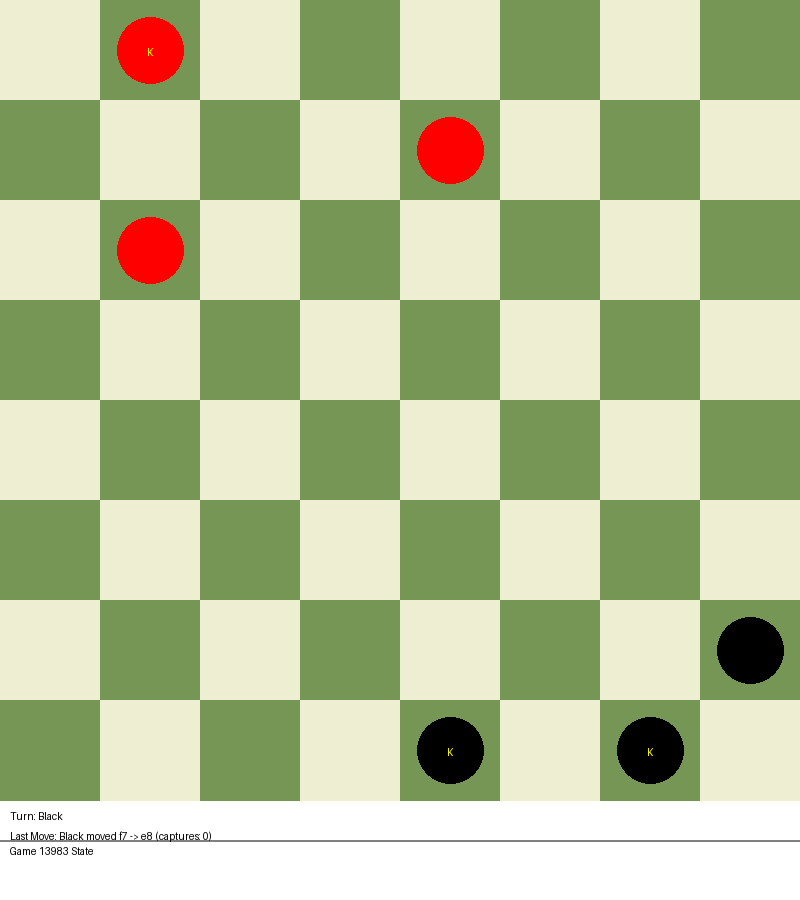 K
K
K
Turn: Black
Last Move: Black moved f7 -> e8 (captures: 0)
Game 13983 State